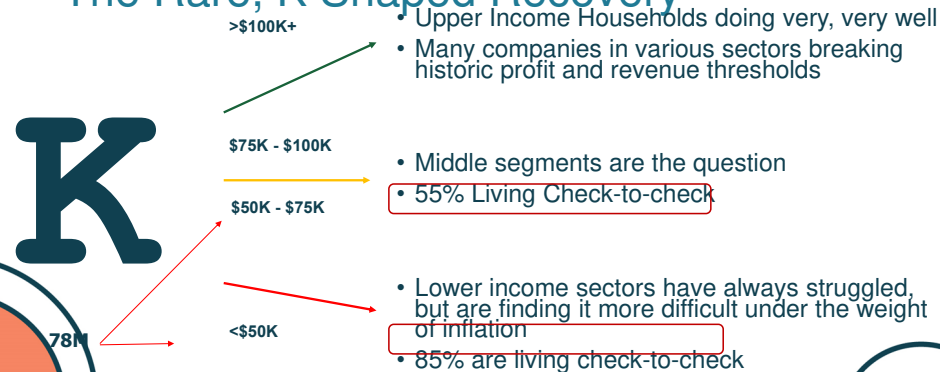 The Rare, K Shaped Recovery
>$100K+
• Upper Income Households doing very, very well
• Many companies in various sectors breaking
historic profit and revenue thresholds
K
$75K - $100K
• Middle segments are the question
• 55% Living Check-to-check
$50K - $75K
• Lower income sectors have always struggled,
but are finding it more difficult under the weight
of inflation
<$50K
78M
• 85% are living check-to-check